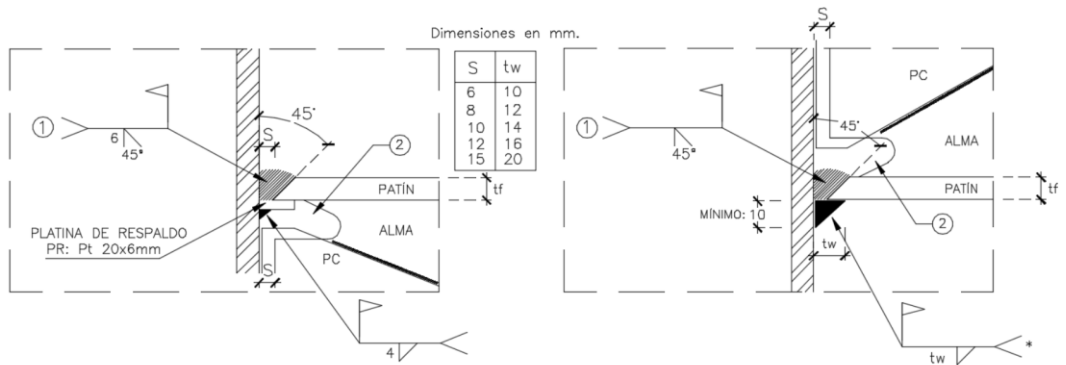 Dimensiones en mm.
S tw
6 10
8 12
10 14
12 16
15 20
1
6
45°
S
45°
2
PATÍN
tf
ALMA
PLATINA DE RESPALDO
PR: Pt 20x6mm
S
PC
4
S
PC
1
45°
45°
ALMA
PATÍN
tf
MÍNIMO: 10
2
tw
tw
*